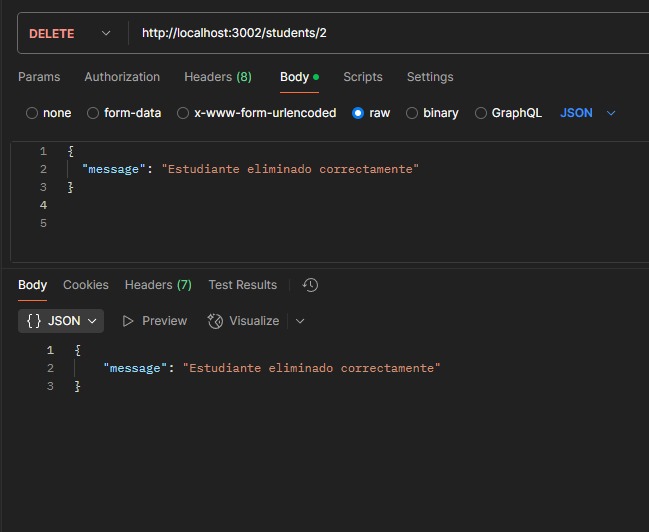 DELETE http://localhost:3002/students/2
Params Authorization Headers (8) Body Scripts Settings
none form-data x-www-form-urlencoded raw binary GraphQL JSON
1 {
2 "message": "Estudiante eliminado correctamente"
3 }
4
5
Body Cookies Headers (7) Test Results
{} JSON Preview Visualize
1 {
2 "message": "Estudiante eliminado correctamente"
3 }